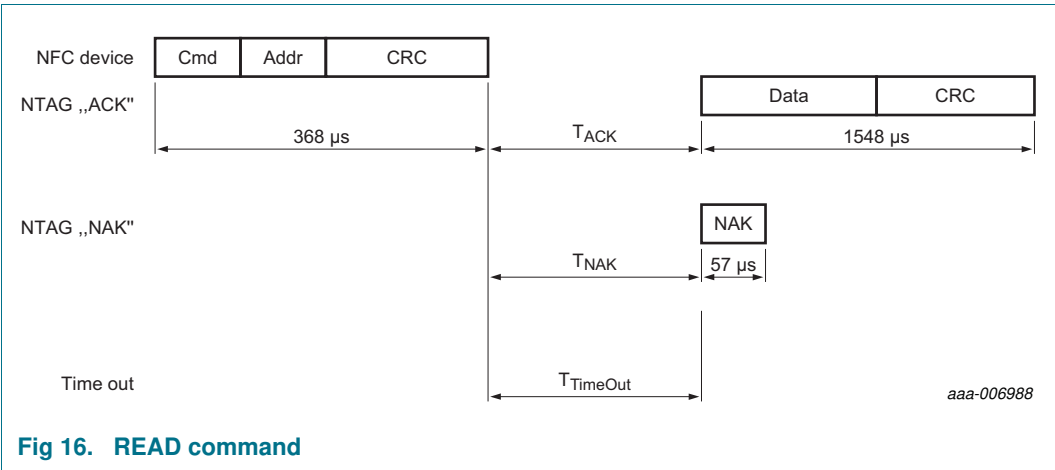 NFC device Cmd Addr CRC
NTAG ,,ACK" Data CRC
368 µs TACK 1548 µs
NTAG ,,NAK" NAK
TNAK 57 µs
Time out TTimeOut
aaa-006988
Fig 16. READ command